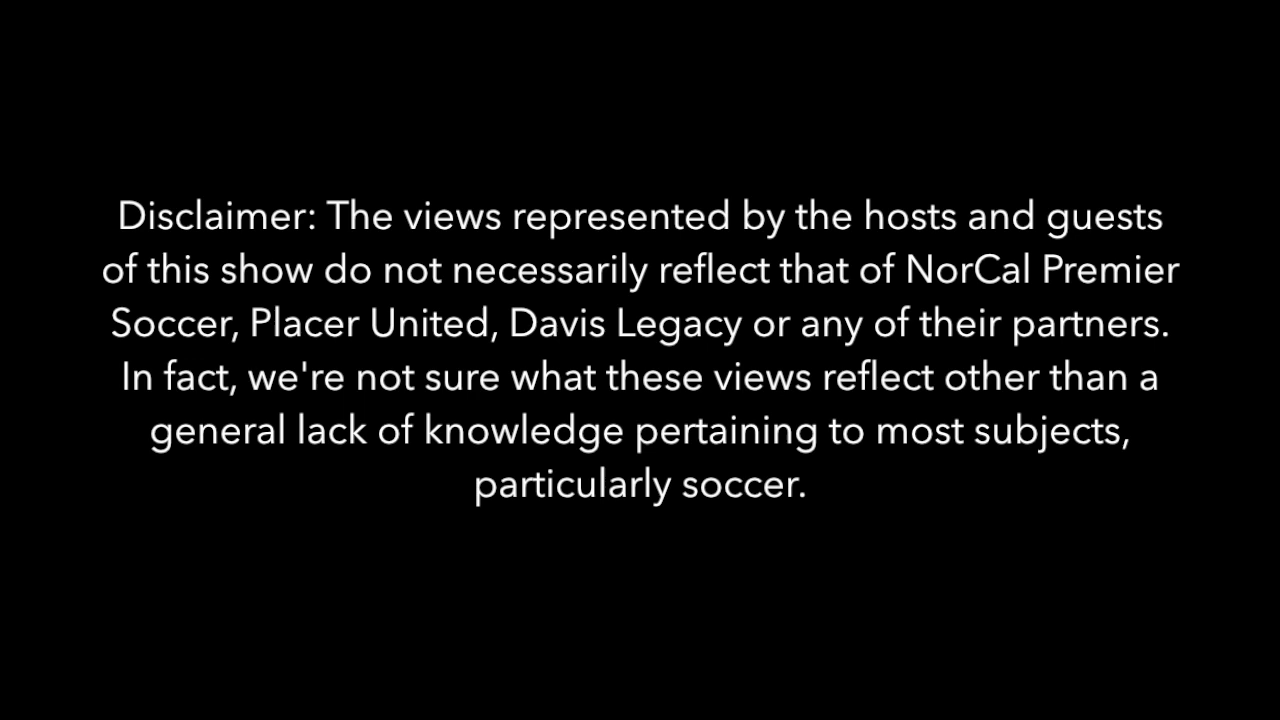 Disclaimer: The views represented by the hosts and guests
of this show do not necessarily reflect that of NorCal Premier
Soccer, Placer United, Davis Legacy or any of their partners.
In fact, we're not sure what these views reflect other than a
general lack of knowledge pertaining to most subjects,
particularly soccer.